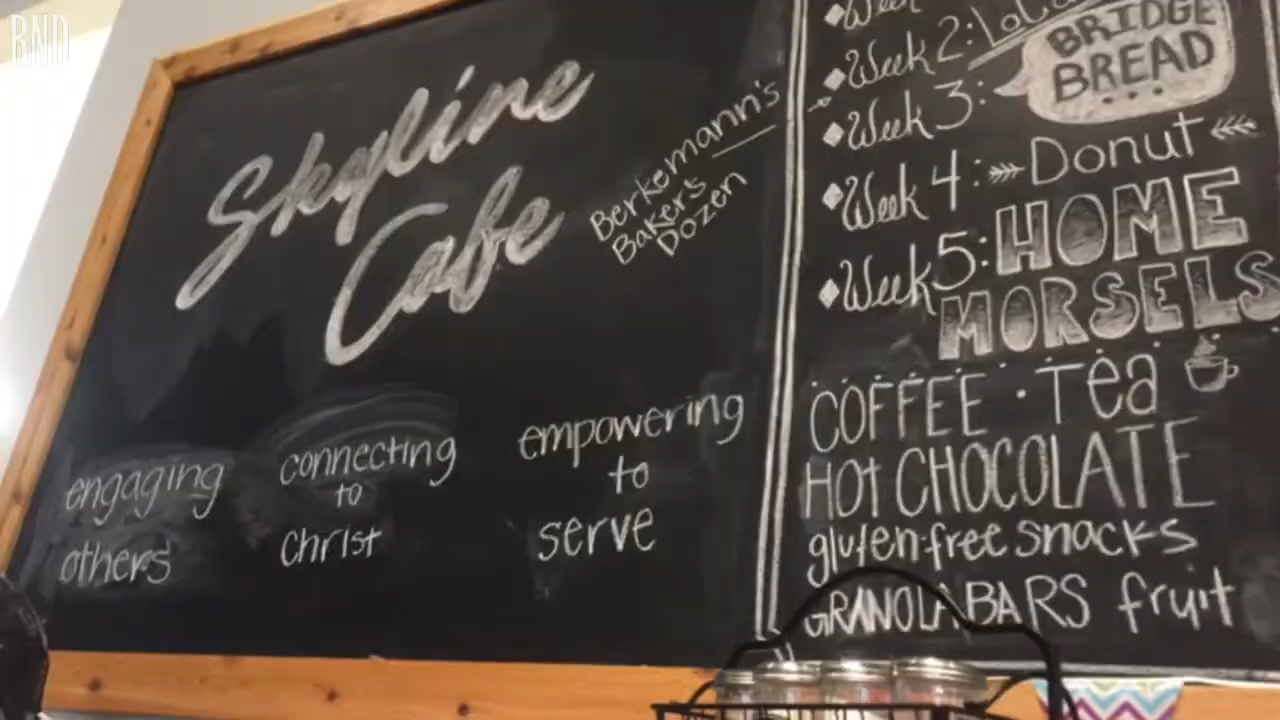 BND
Skyline
Cafe
Berkemann's
Bakers
Dozen
engaging
others
connecting
to
Christ
empowering
to
serve
Week
Week 2:
Week 3:
BRIDGE
BREAD
...
Week 4: Donut
Week 5: HOME
MORSELS
COFFEE · Tea
HOT CHOCOLATE
gluten-free snacks
GRANOLA BARS fruit